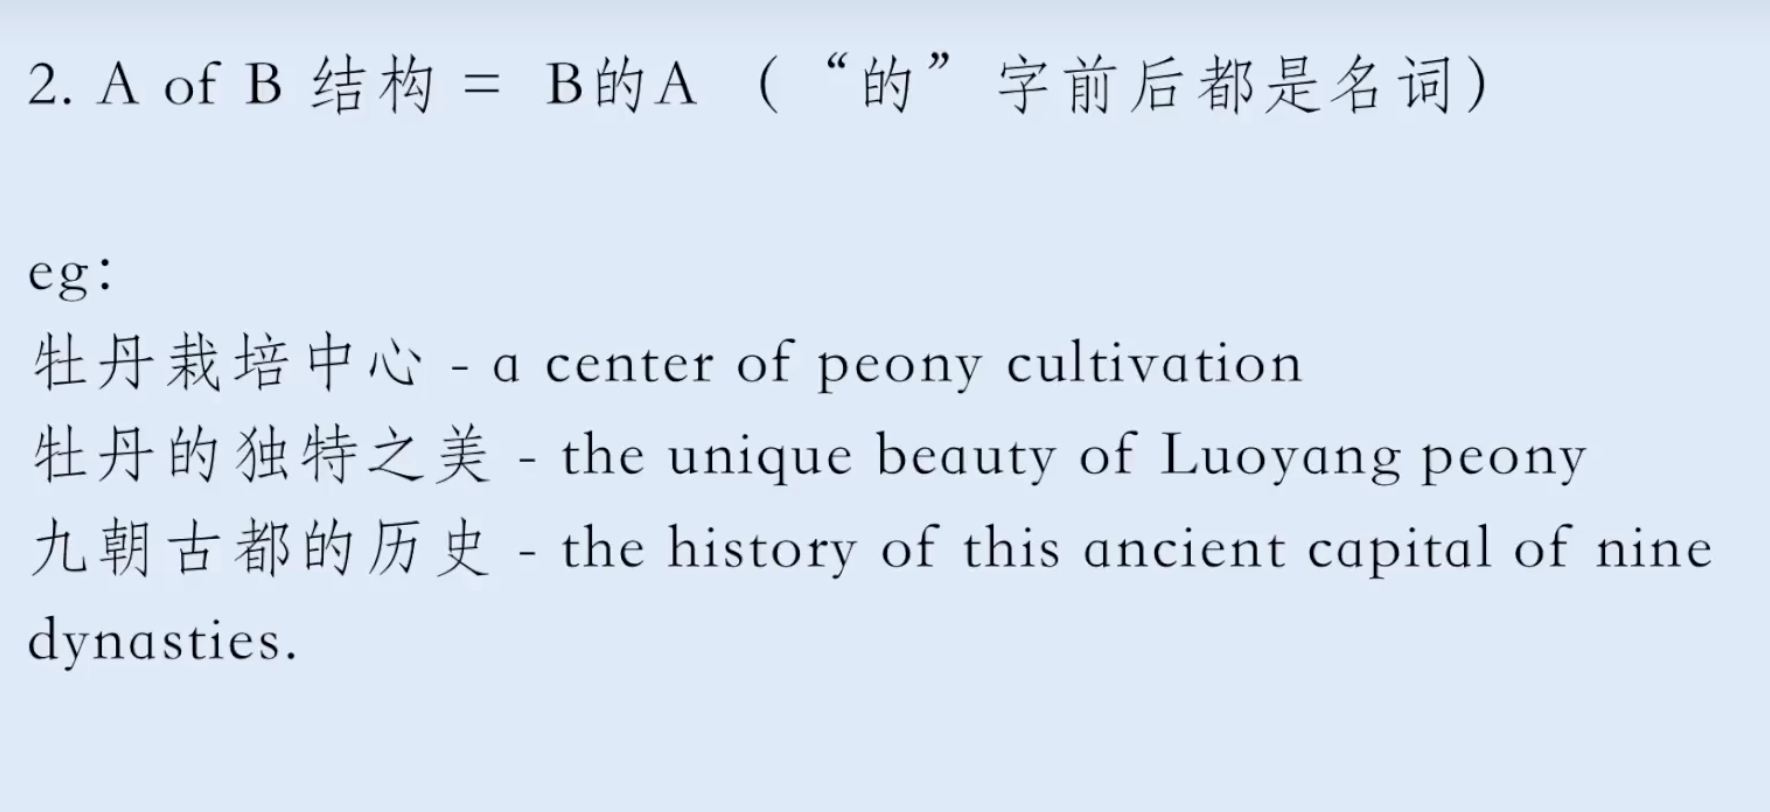 2. A of B 结构 = B的A （“的”字前后都是名词）
eg:
牡丹栽培中心 - a center of peony cultivation
牡丹的独特之美 - the unique beauty of Luoyang peony
九朝古都的历史 - the history of this ancient capital of nine
dynasties.